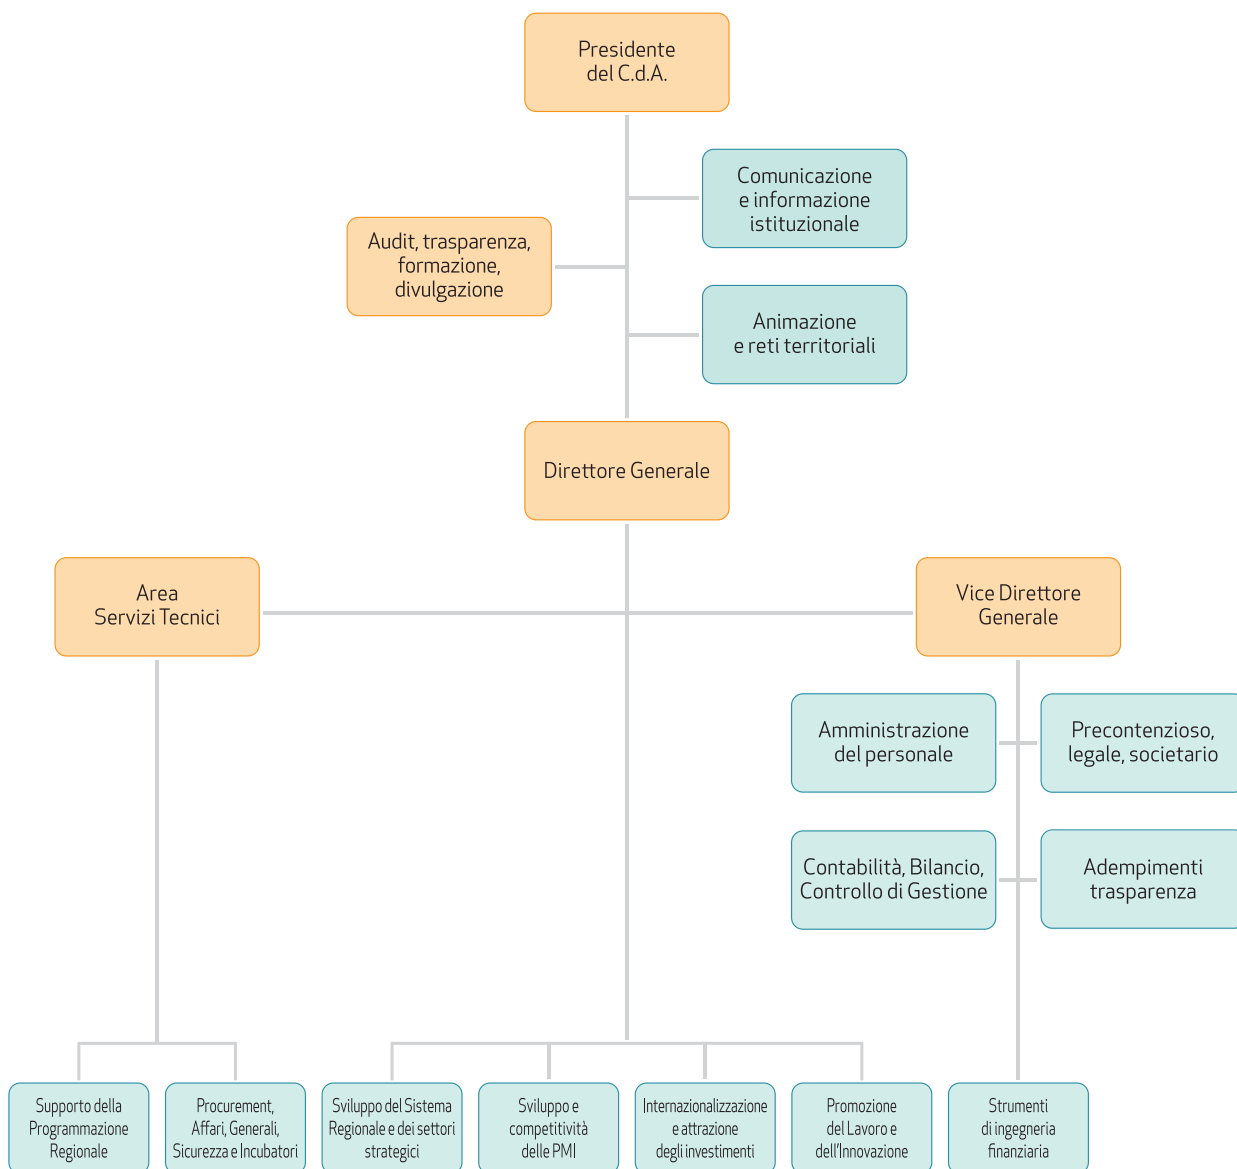 Presidente
del C.d.A.
Comunicazione
e informazione
istituzionale
Audit, trasparenza,
formazione,
divulgazione
Animazione
e reti territoriali
Direttore Generale
Area
Servizi Tecnici
Vice Direttore
Generale
Amministrazione
del personale
Precontenzioso,
legale, societario
Contabilità, Bilancio,
Controllo di Gestione
Adempimenti
trasparenza
Supporto della
Programmazione
Regionale
Procurement,
Affari, Generali,
Sicurezza e Incubatori
Sviluppo del Sistema
Regionale e dei settori
strategici
Sviluppo e
competitività
delle PMI
Internazionalizzazione
e attrazione
degli investimenti
Promozione
del Lavoro e
dell'Innovazione
Strumenti
di ingegneria
finanziaria